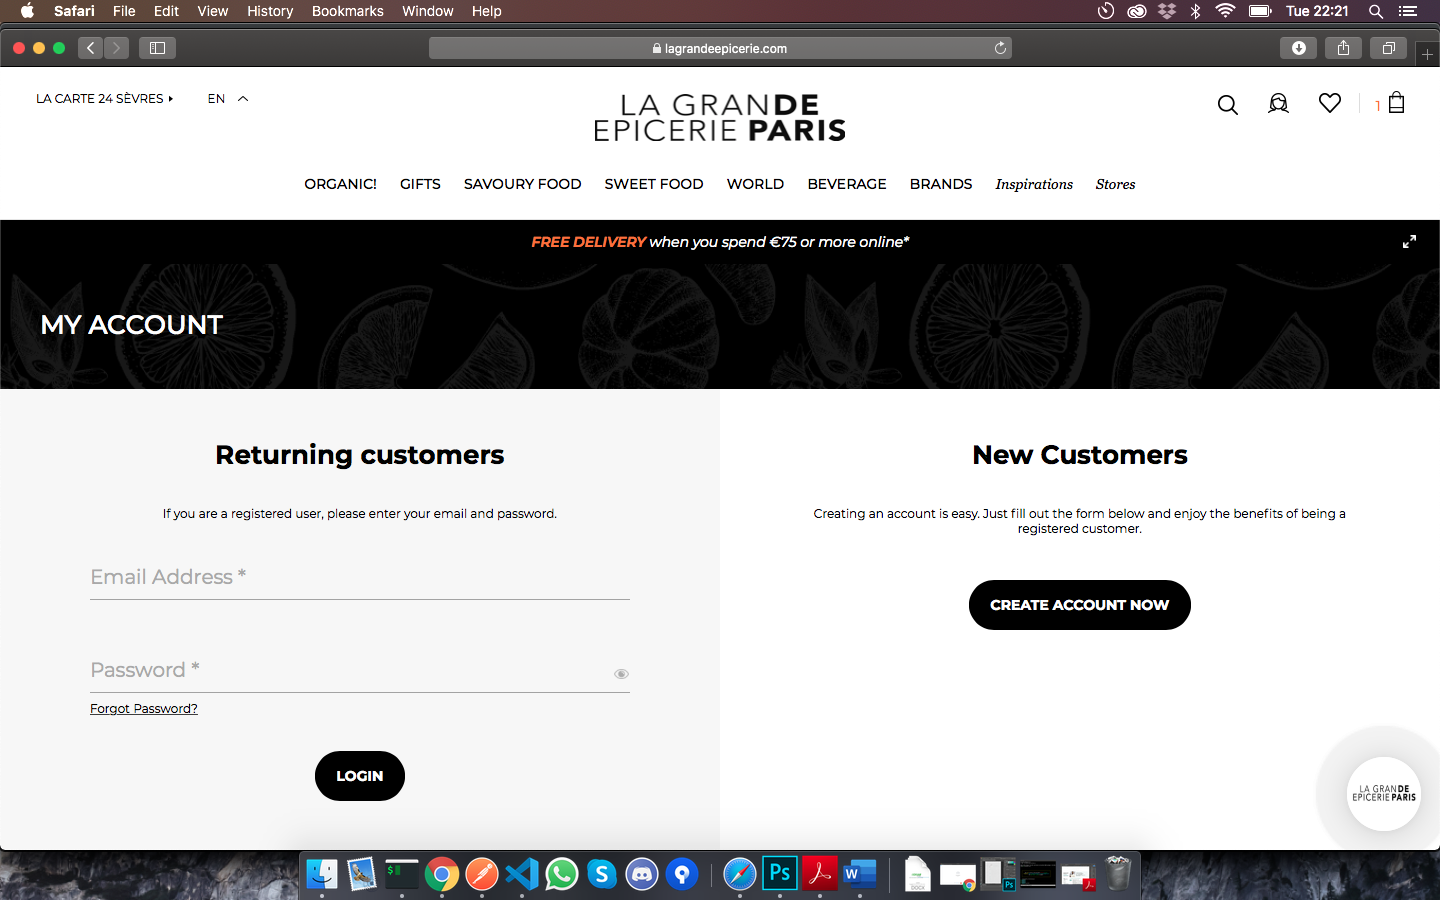 Safari File Edit View History Bookmarks Window Help Tue 22:21
lagrandeepicerie.com
LA CARTE 24 SÈVRES EN
LA GRANDE
EPICERIE PARIS
1
ORGANIC! GIFTS SAVOURY FOOD SWEET FOOD WORLD BEVERAGE BRANDS Inspirations Stores
FREE DELIVERY when you spend €75 or more online*
MY ACCOUNT
Returning customers
If you are a registered user, please enter your email and password.
Email Address *
Password *
Forgot Password?
LOGIN
New Customers
Creating an account is easy. Just fill out the form below and enjoy the benefits of being a
registered customer.
CREATE ACCOUNT NOW
LA GRANDE
EPICERIE PARIS
$ S Ps W DOCX Ps